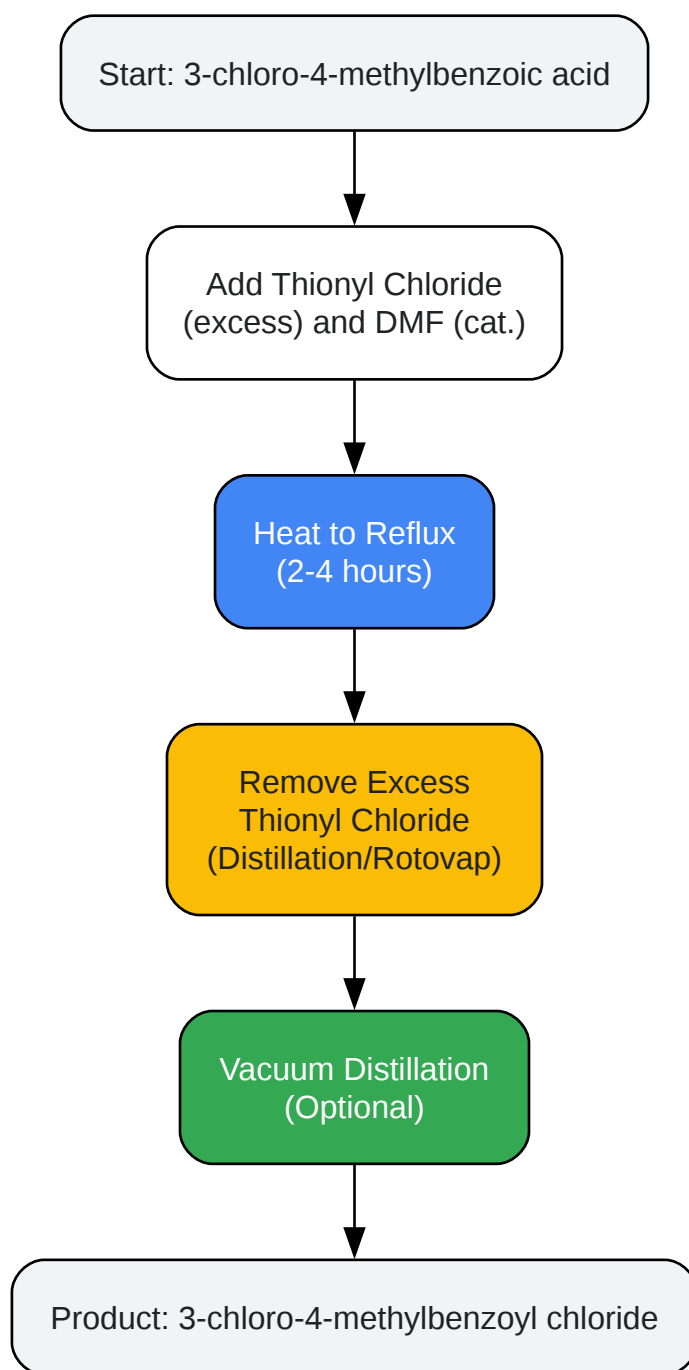 Start: 3-chloro-4-methylbenzoic acid
Add Thionyl Chloride
(excess) and DMF (cat.)
Heat to Reflux
(2-4 hours)
Remove Excess
Thionyl Chloride
(Distillation/Rotovap)
Vacuum Distillation
(Optional)
Product: 3-chloro-4-methylbenzoyl chloride